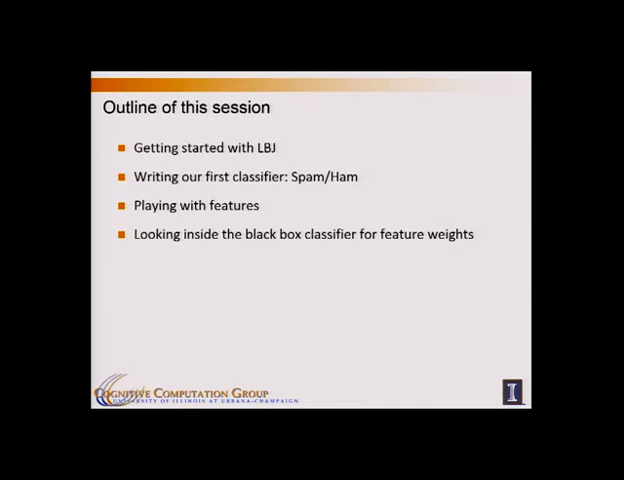 Outline of this session
Getting started with LBJ
Writing our first classifier: Spam/Ham
Playing with features
Looking inside the black box classifier for feature weights
COGNITIVE COMPUTATION GROUP
UNIVERSITY OF ILLINOIS AT URBANA-CHAMPAIGN
I